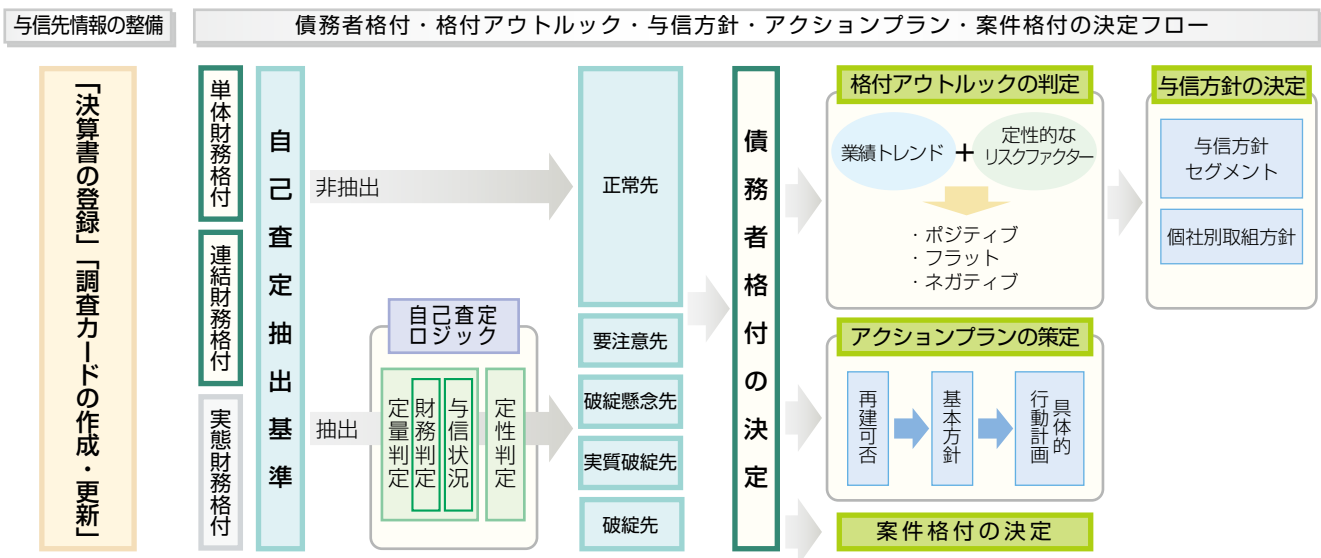 与信先情報の整備
債務者格付・格付アウトルック・与信方針・アクションプラン・案件格付の決定フロー
「決算書の登録」「調査カードの作成・更新」
単体財務格付
連結財務格付
実態財務格付
自己査定抽出基準
非抽出
抽出
自己査定
ロジック
定量判定
財務判定
与信状況
定性判定
正常先
要注意先
破綻懸念先
実質破綻先
破綻先
債務者格付の決定
格付アウトルックの判定
業績トレンド
+
定性的な
リスクファクター
・ポジティブ
・フラット
・ネガティブ
与信方針の決定
与信方針
セグメント
個社別取組方針
アクションプランの策定
再建可否
基本方針
具体的
行動計画
案件格付の決定